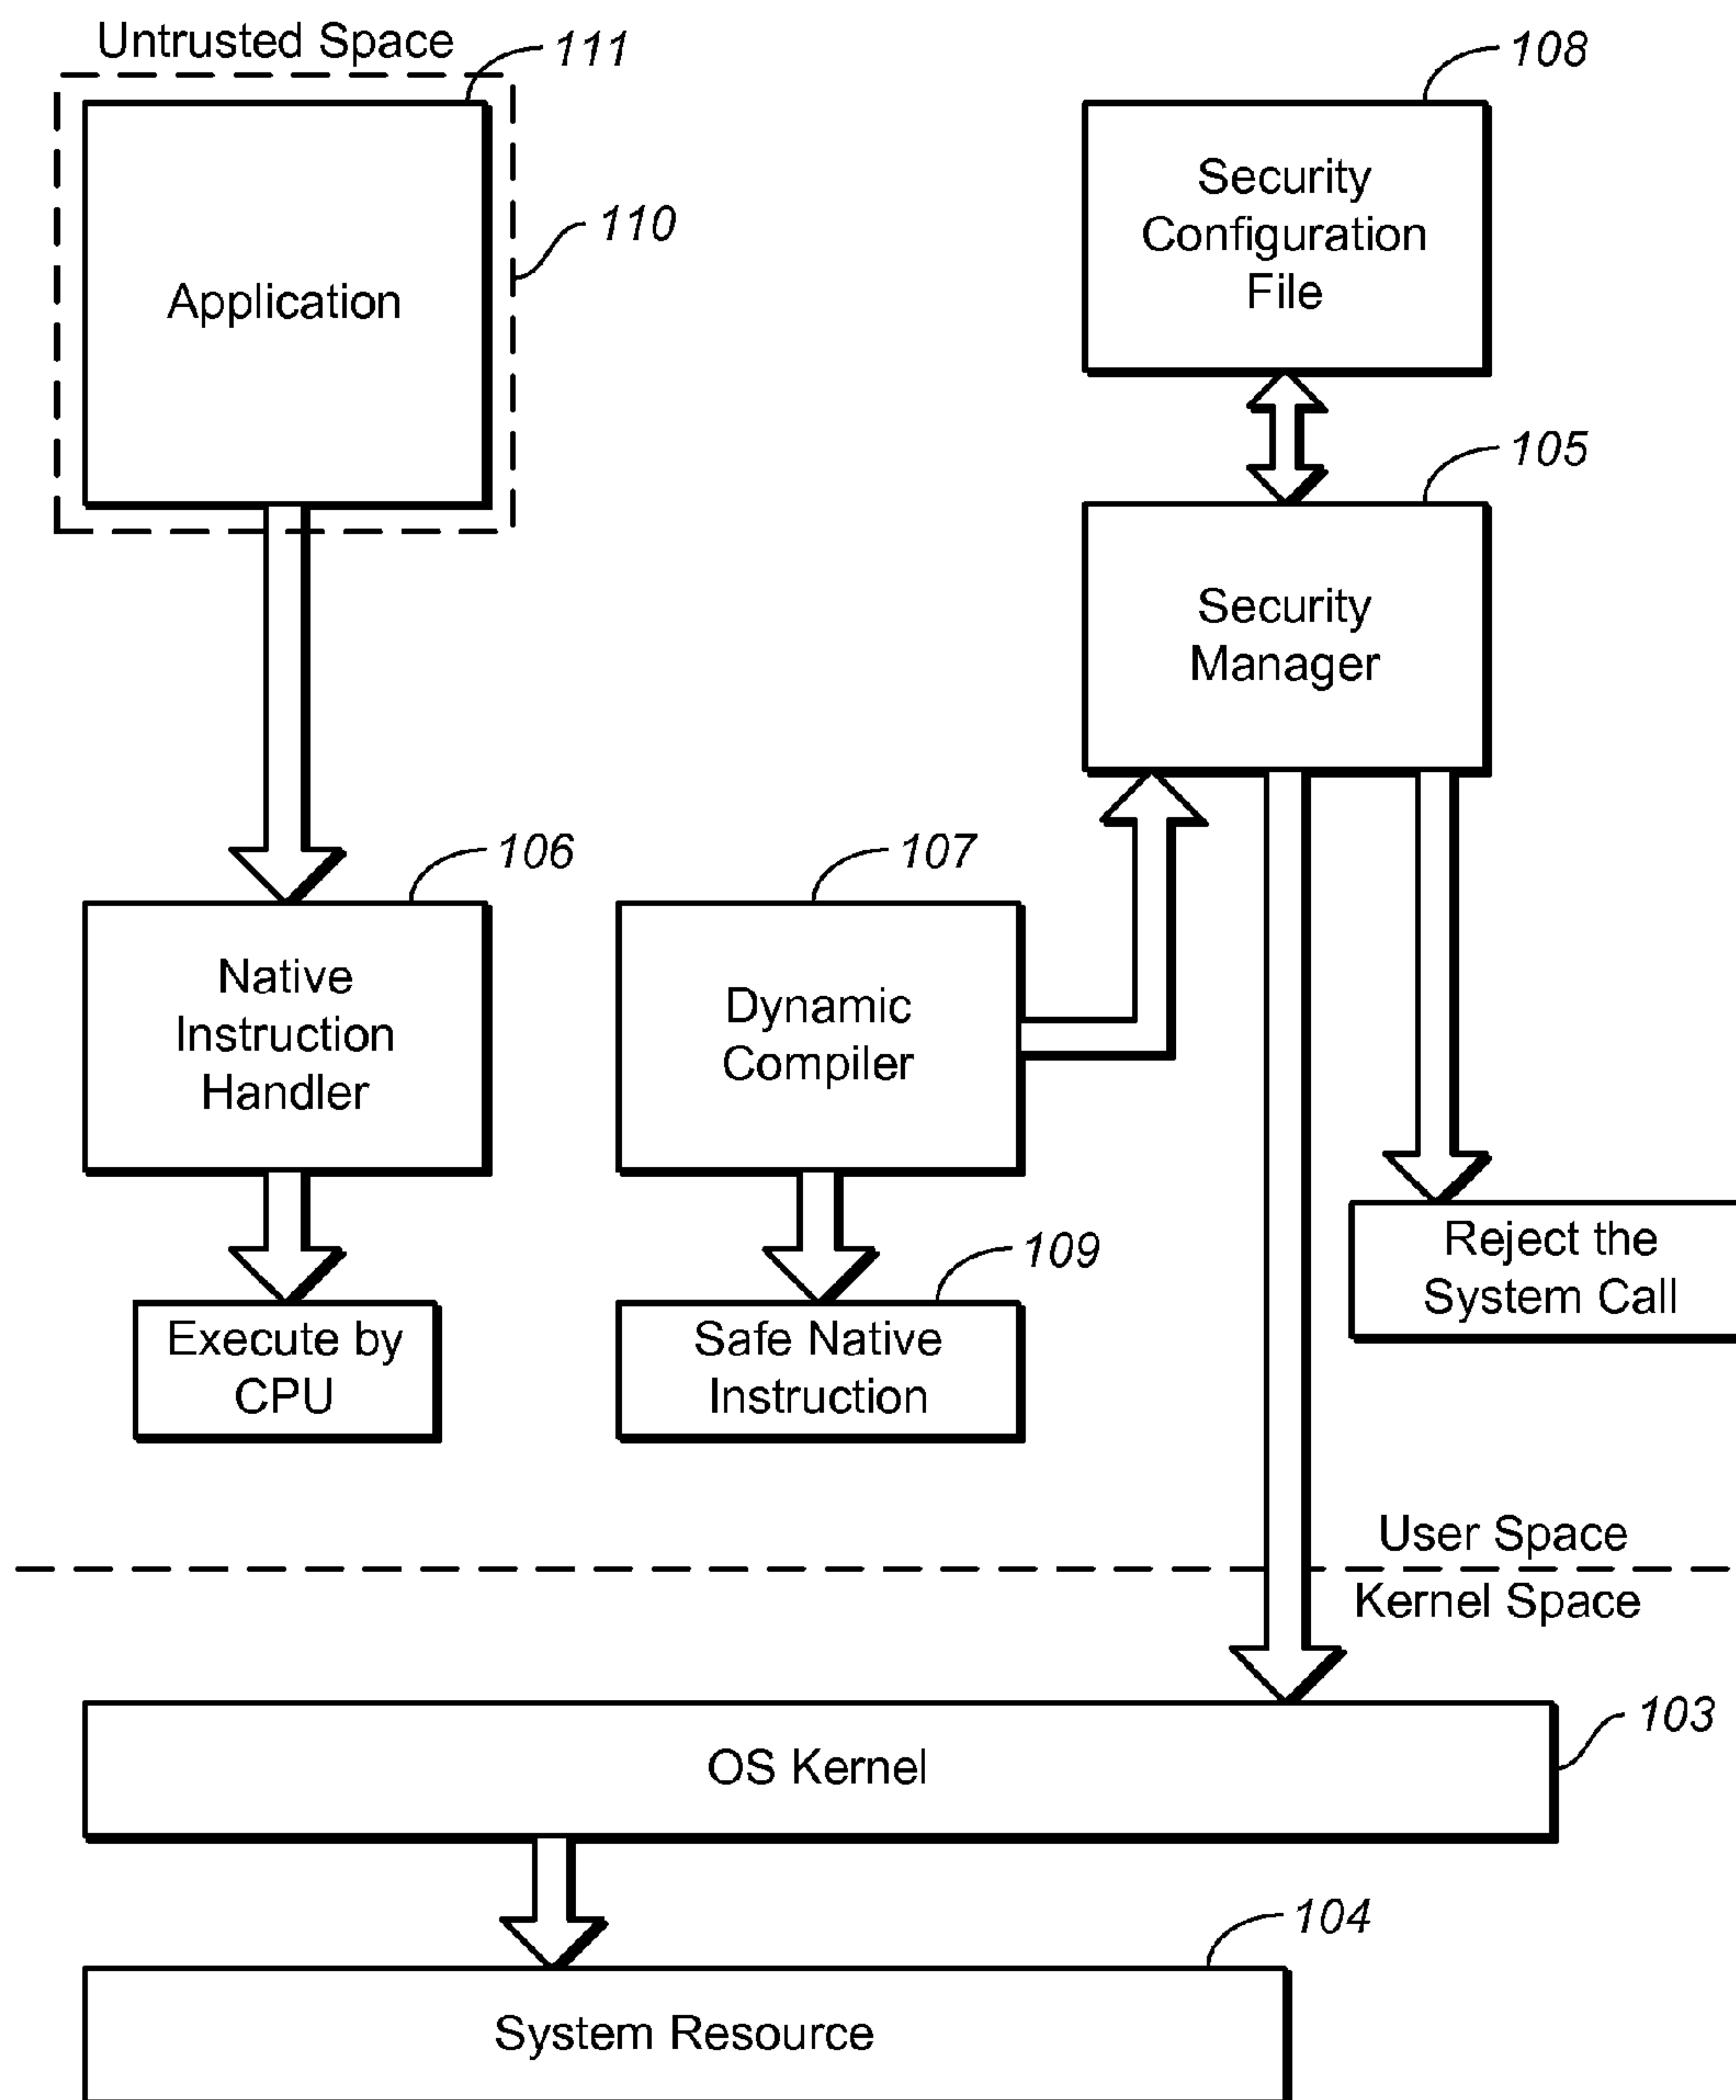 Untrusted Space
111
108
Security
Configuration
File
110
Application
105
Security
Manager
106
107
Native
Instruction
Handler
Dynamic
Compiler
109
Reject the
System Call
Execute by
CPU
Safe Native
Instruction
User Space
Kernel Space
103
OS Kernel
104
System Resource